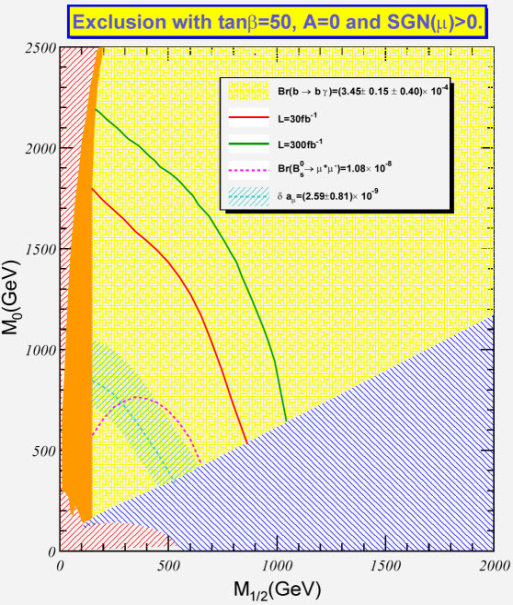 Exclusion with tanβ=50, A=0 and SGN(μ)>0.
Br(b → b γ)=(3.45± 0.15 ± 0.40)× 10⁻⁴
L=30fb⁻¹
L=300fb⁻¹
Br(B⁰ₛ→ μ⁺μ⁻)=1.08× 10⁻⁸
δ aμ=(2.59±0.81)× 10⁻⁹
M₀(GeV)
2500
2000
1500
1000
500
0
0 500 1000 1500 2000
M₁/₂(GeV)